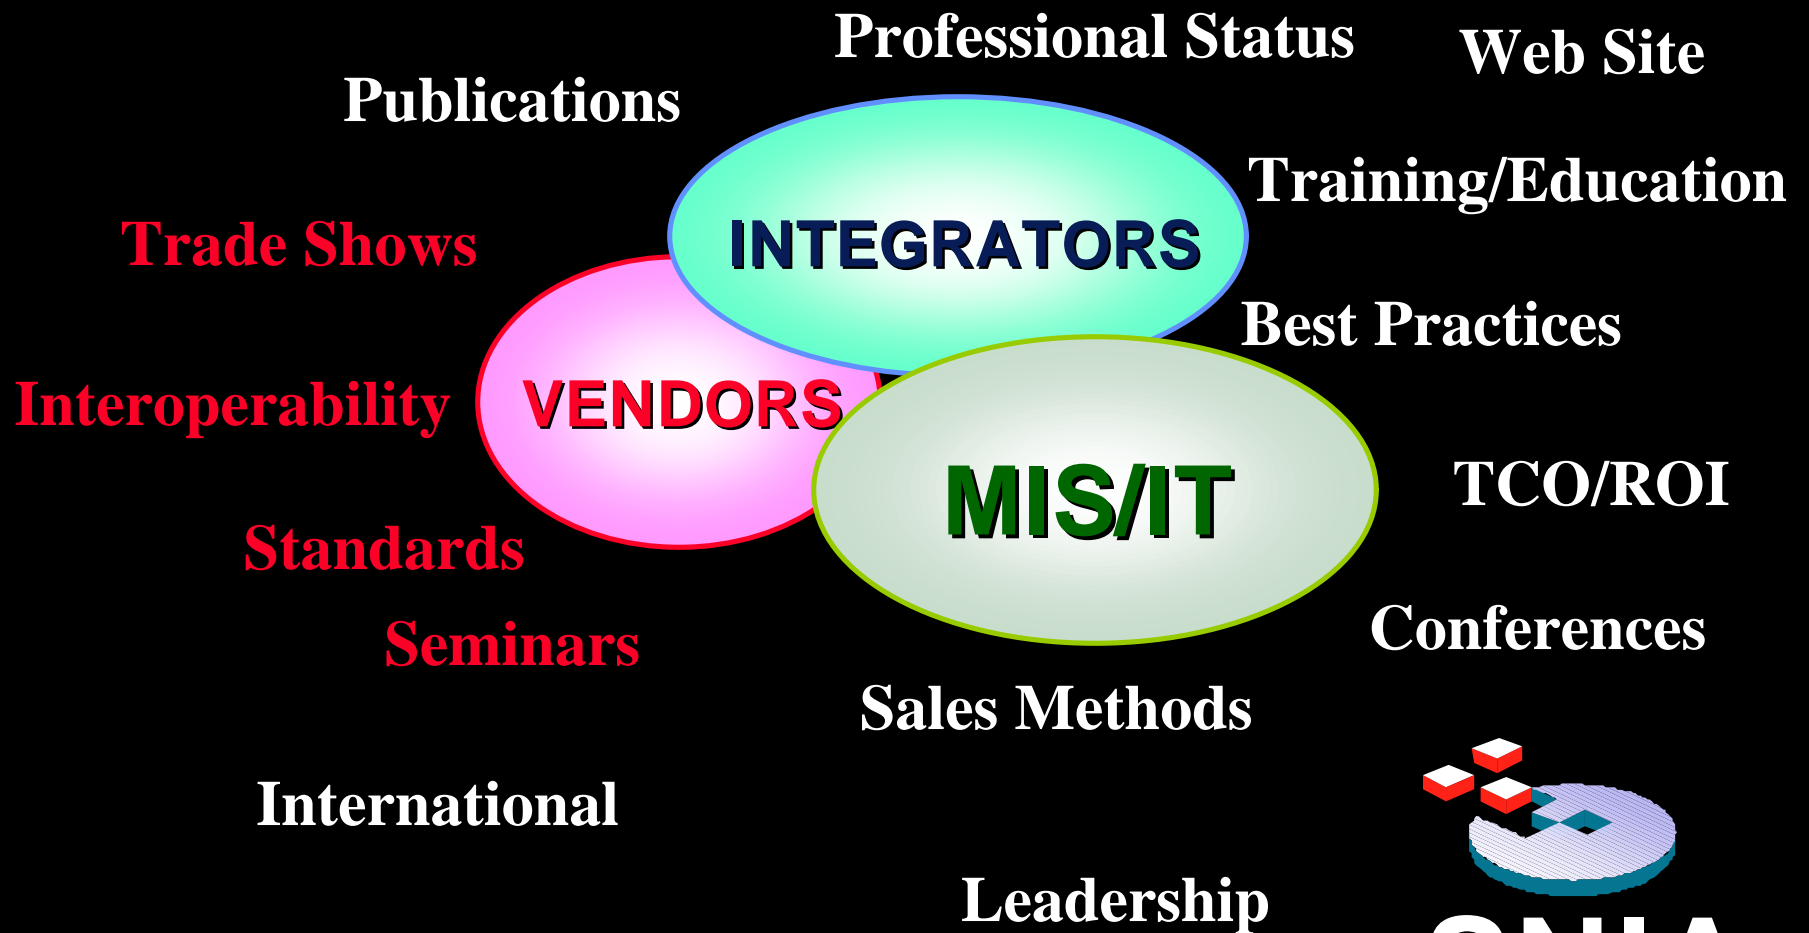 Professional Status
Web Site
Publications
Training/Education
Trade Shows
INTEGRATORS
Best Practices
Interoperability
VENDORS
MIS/IT
TCO/ROI
Standards
Seminars
Conferences
Sales Methods
International
Leadership
SNIA